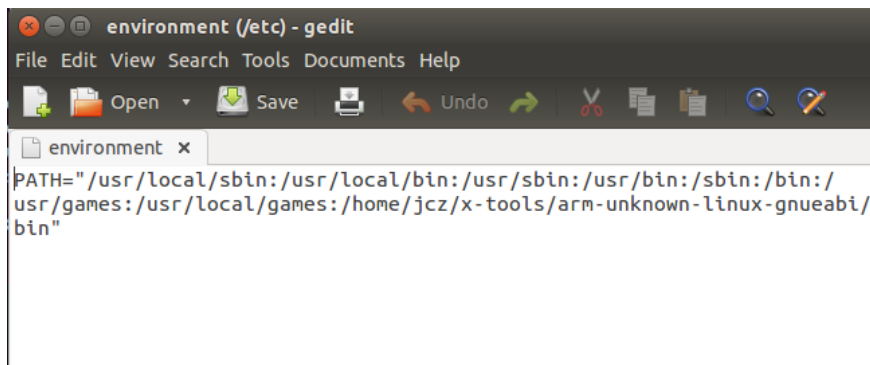 environment (/etc) - gedit
File Edit View Search Tools Documents Help
Open Save Undo
environment ×
PATH="/usr/local/sbin:/usr/local/bin:/usr/sbin:/usr/bin:/sbin:/bin:/
usr/games:/usr/local/games:/home/jcz/x-tools/arm-unknown-linux-gnueabi/
bin"